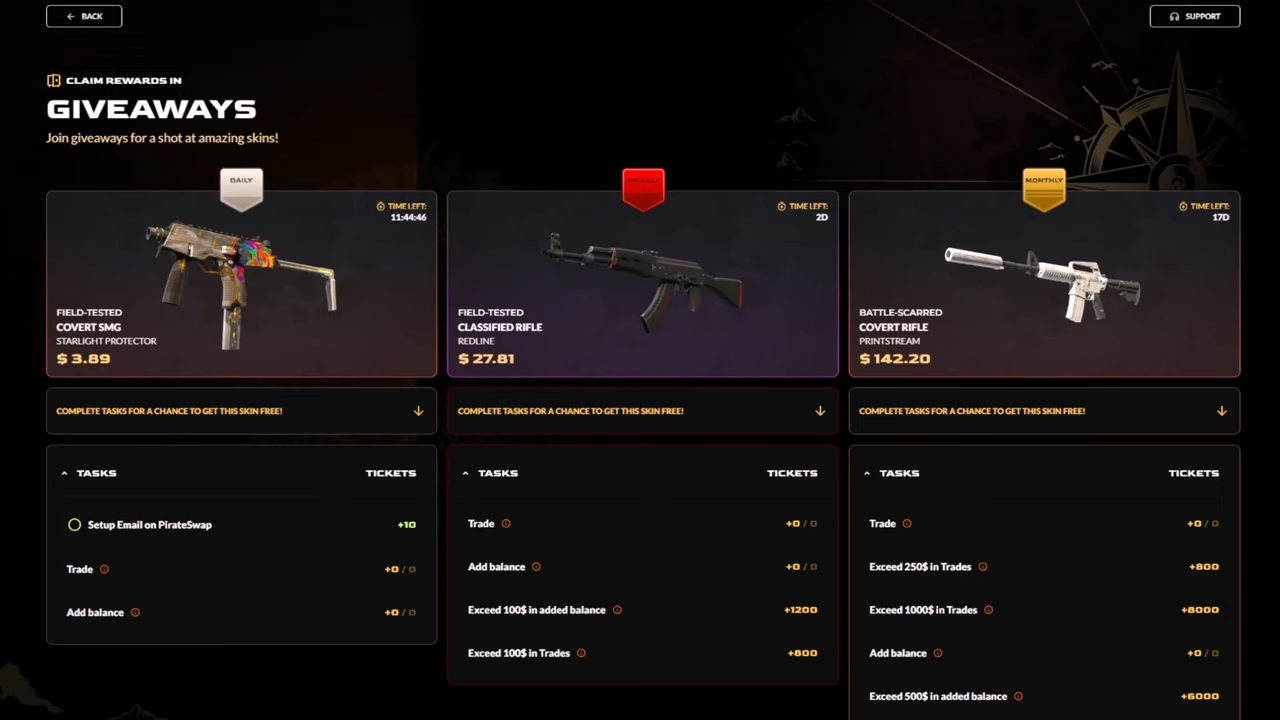 BACK
SUPPORT
CLAIM REWARDS IN
GIVEAWAYS
Join giveaways for a shot at amazing skins!
DAILY
TIME LEFT:
11:44:46
FIELD-TESTED
COVERT SMG
STARLIGHT PROTECTOR
$ 3.89
WEEKLY
TIME LEFT:
2D
FIELD-TESTED
CLASSIFIED RIFLE
REDLINE
$ 27.81
MONTHLY
TIME LEFT:
17D
BATTLE-SCARRED
COVERT RIFLE
PRINTSTREAM
$ 142.20
COMPLETE TASKS FOR A CHANCE TO GET THIS SKIN FREE!
COMPLETE TASKS FOR A CHANCE TO GET THIS SKIN FREE!
COMPLETE TASKS FOR A CHANCE TO GET THIS SKIN FREE!
TASKS TICKETS
Setup Email on PirateSwap +10
Trade +0 / 0
Add balance +0 / 0
TASKS TICKETS
Trade +0 / 0
Add balance +0 / 0
Exceed 100$ in added balance +1200
Exceed 100$ in Trades +800
TASKS TICKETS
Trade +0 / 0
Exceed 250$ in Trades +800
Exceed 1000$ in Trades +8000
Add balance +0 / 0
Exceed 500$ in added balance +6000